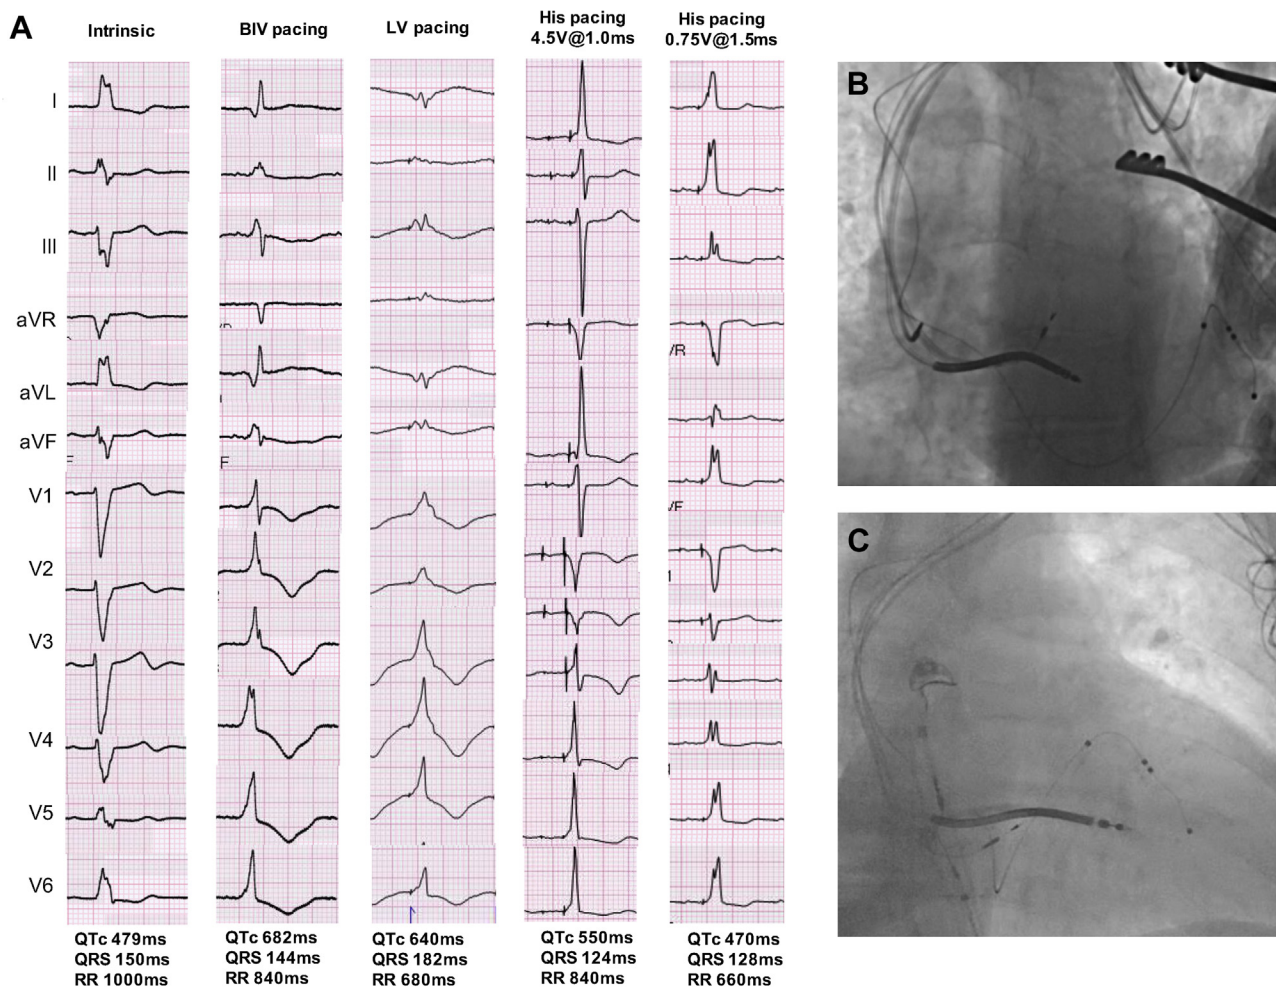 A
Intrinsic
BIV pacing
LV pacing
His pacing
4.5V@1.0ms
His pacing
0.75V@1.5ms
I
II
III
aVR
aVL
aVF
V1
V2
V3
V4
V5
V6
/R
F
F
/R
/F
QTc 479ms
QRS 150ms
RR 1000ms
QTc 682ms
QRS 144ms
RR 840ms
QTc 640ms
QRS 182ms
RR 680ms
QTc 550ms
QRS 124ms
RR 840ms
QTc 470ms
QRS 128ms
RR 660ms
B
C